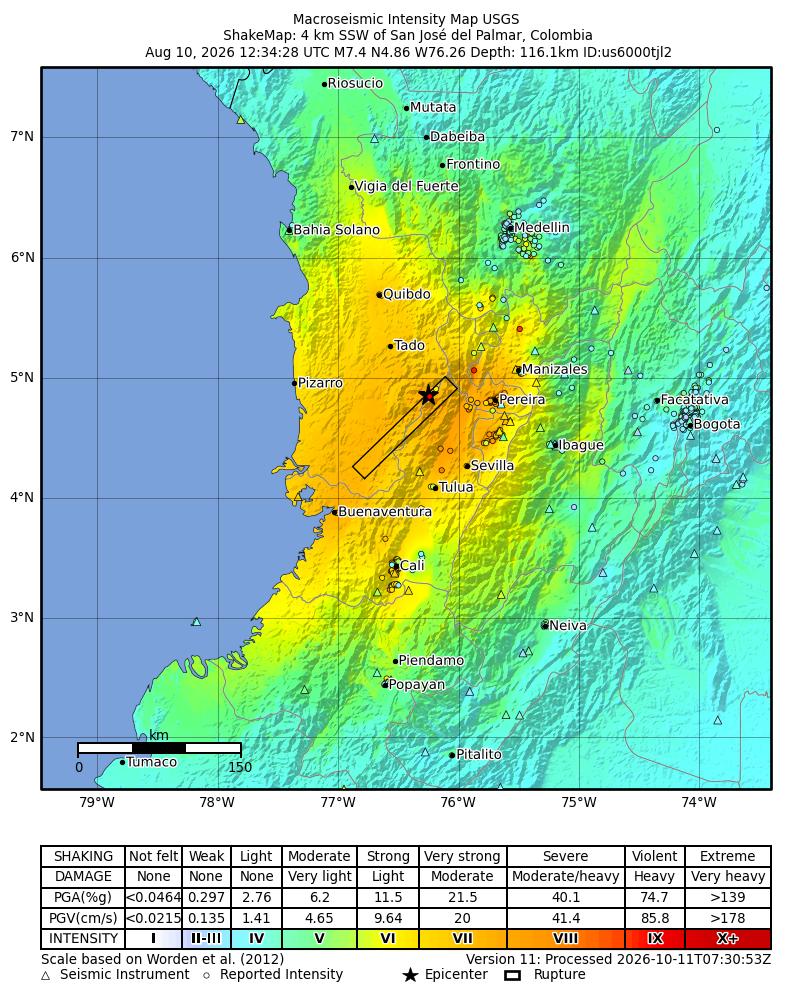 Macroseismic Intensity Map USGS
ShakeMap: 4 km SSW of San José del Palmar, Colombia
Aug 10, 2026 12:34:28 UTC M7.4 N4.86 W76.26 Depth: 116.1km ID:us6000tjl2
Riosucio
Mutata
7°N
Dabeiba
Frontino
Vigia del Fuerte
Bahia Solano
Medellin
6°N
Quibdo
Tado
Manizales
5°N
Pizarro
Pereira
Facatativa
Bogota
Ibague
Sevilla
Tulua
4°N
Buenaventura
Cali
3°N
Neiva
Piendamo
Popayan
2°N
km
Pitalito
0 150
Tumaco
79°W 78°W 77°W 76°W 75°W 74°W
SHAKING Not felt Weak Light Moderate Strong Very strong Severe Violent Extreme
DAMAGE None None None Very light Light Moderate Moderate/heavy Heavy Very heavy
PGA(%g) <0.0464 0.297 2.76 6.2 11.5 21.5 40.1 74.7 >139
PGV(cm/s) <0.0215 0.135 1.41 4.65 9.64 20 41.4 85.8 >178
INTENSITY I II-III IV V VI VII VIII IX X+
Scale based on Worden et al. (2012) Version 11: Processed 2026-10-11T07:30:53Z
△ Seismic Instrument ○ Reported Intensity ★ Epicenter Rupture